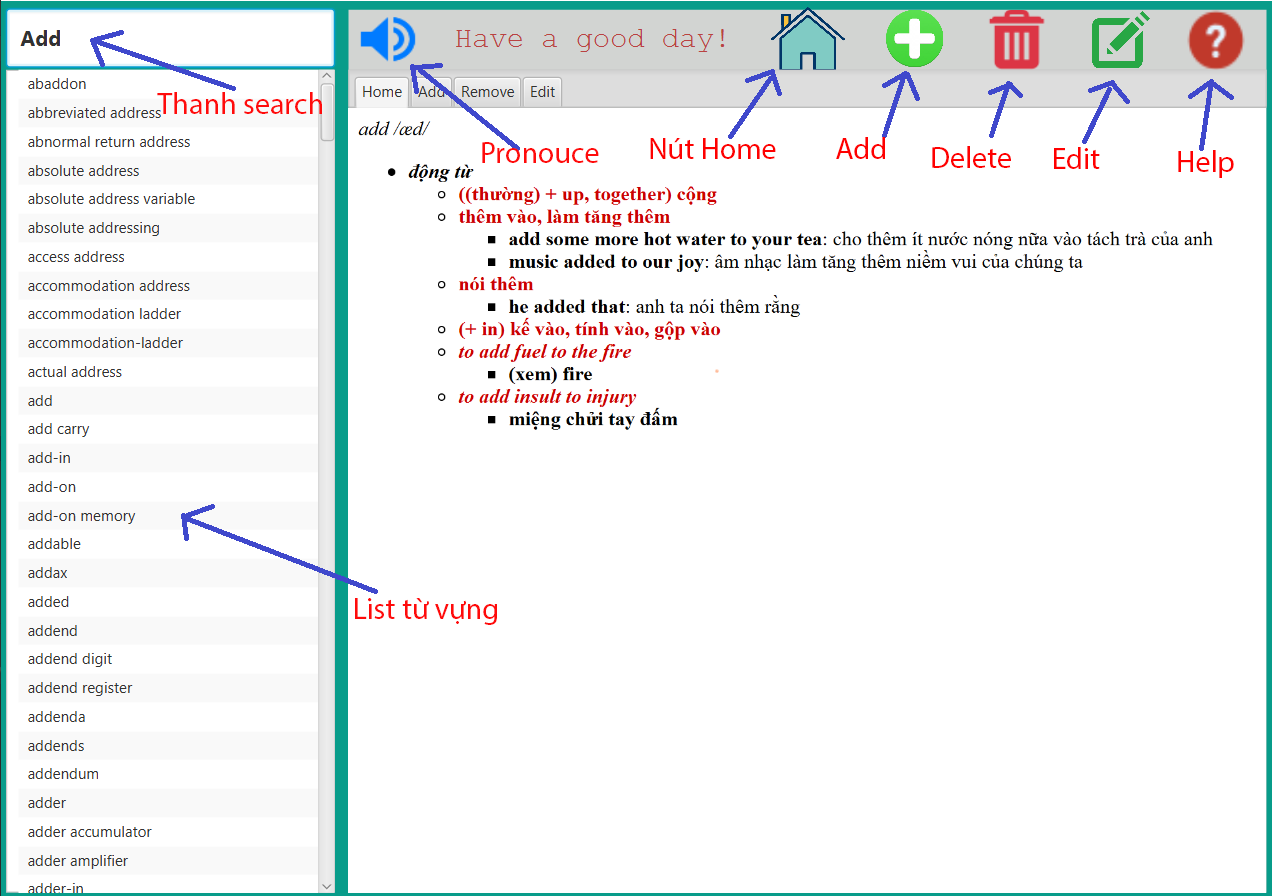 Add
Thanh search
abaddon
abbreviated address
abnormal return address
absolute address
absolute address variable
absolute addressing
access address
accommodation address
accommodation ladder
accommodation-ladder
actual address
add
add carry
add-in
add-on
add-on memory
addable
addax
added
addend
addend digit
addend register
addenda
addends
addendum
adder
adder accumulator
adder amplifier
adder-in
List từ vựng
Have a good day!
?
Home Add Remove Edit
Pronouce
Nút Home
Add
Delete
Edit
Help
add /æd/
động từ
((thường) + up, together) cộng
thêm vào, làm tăng thêm
add some more hot water to your tea: cho thêm ít nước nóng nữa vào tách trà của anh
music added to our joy: âm nhạc làm tăng thêm niềm vui của chúng ta
nói thêm
he added that: anh ta nói thêm rằng
(+ in) kế vào, tính vào, gộp vào
to add fuel to the fire
(xem) fire
to add insult to injury
miệng chửi tay đấm